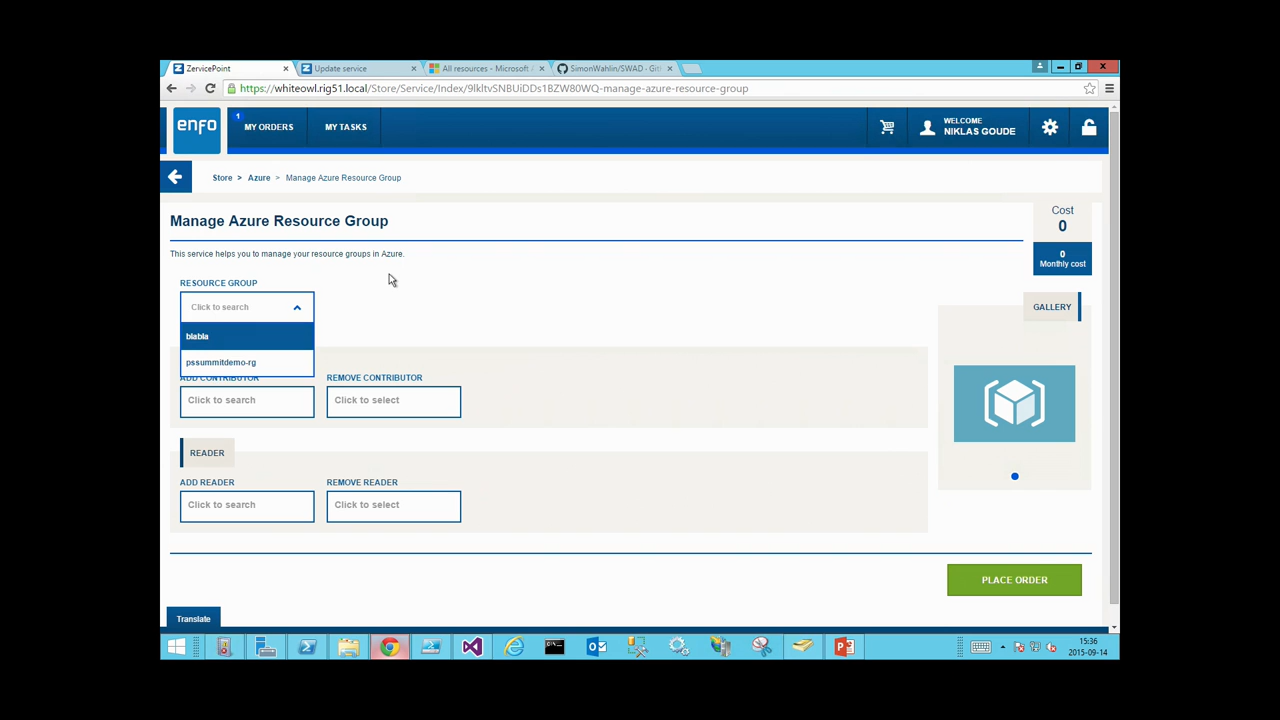 ZervicePoint
Update service
All resources - Microsoft
SimonWahlin/SWAD - Git
https://whiteowl.rig51.local/Store/Service/Index/9lkltvSNBUiDDs1BZW80WQ-manage-azure-resource-group
enfo
1
MY ORDERS
MY TASKS
WELCOME
NIKLAS GOUDE
Store > Azure > Manage Azure Resource Group
Manage Azure Resource Group
Cost
0
0
Monthly cost
This service helps you to manage your resource groups in Azure.
RESOURCE GROUP
Click to search
blabla
pssummitdemo-rg
GALLERY
ADD CONTRIBUTOR
REMOVE CONTRIBUTOR
Click to search
Click to select
READER
ADD READER
REMOVE READER
Click to search
Click to select
PLACE ORDER
Translate
15:36
2015-09-14